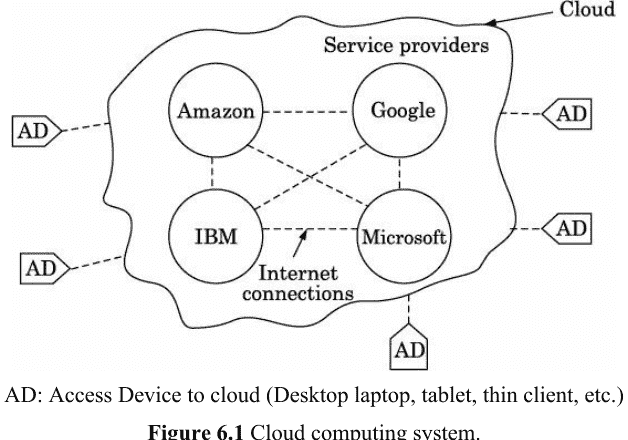 Cloud
Service providers
Amazon
Google
AD
AD
IBM
Microsoft
AD
AD
Internet
connections
AD
AD: Access Device to cloud (Desktop laptop, tablet, thin client, etc.)
Figure 6.1 Cloud computing system.